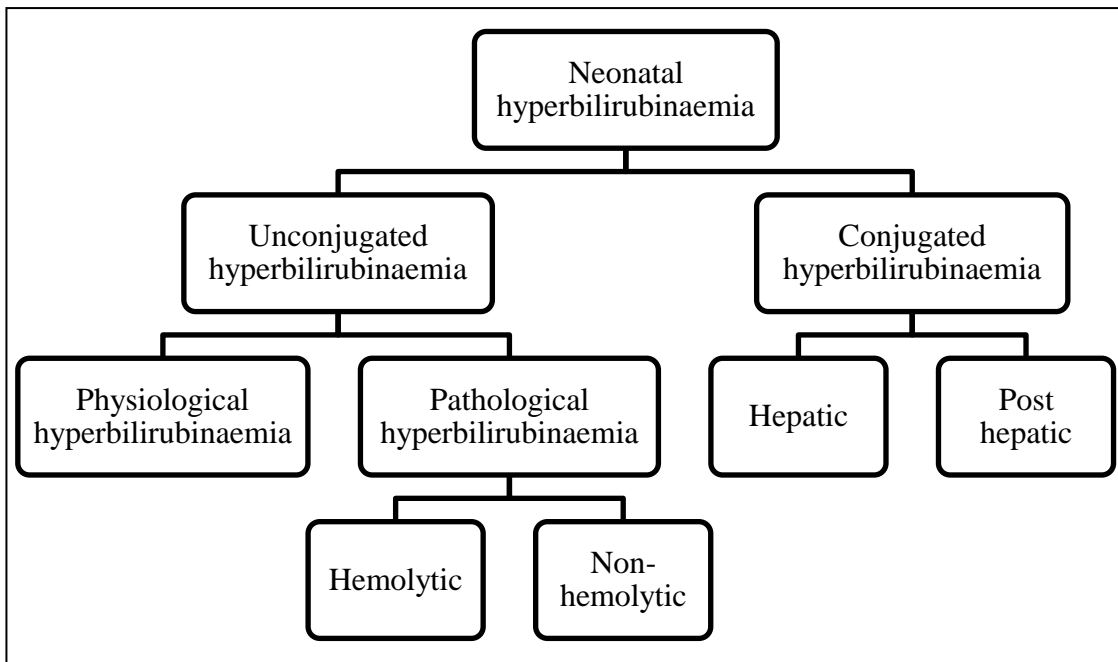 Neonatal
hyperbilirubinaemia
Unconjugated
hyperbilirubinaemia
Conjugated
hyperbilirubinaemia
Physiological
hyperbilirubinaemia
Pathological
hyperbilirubinaemia
Hepatic
Post
hepatic
Hemolytic
Non-
hemolytic